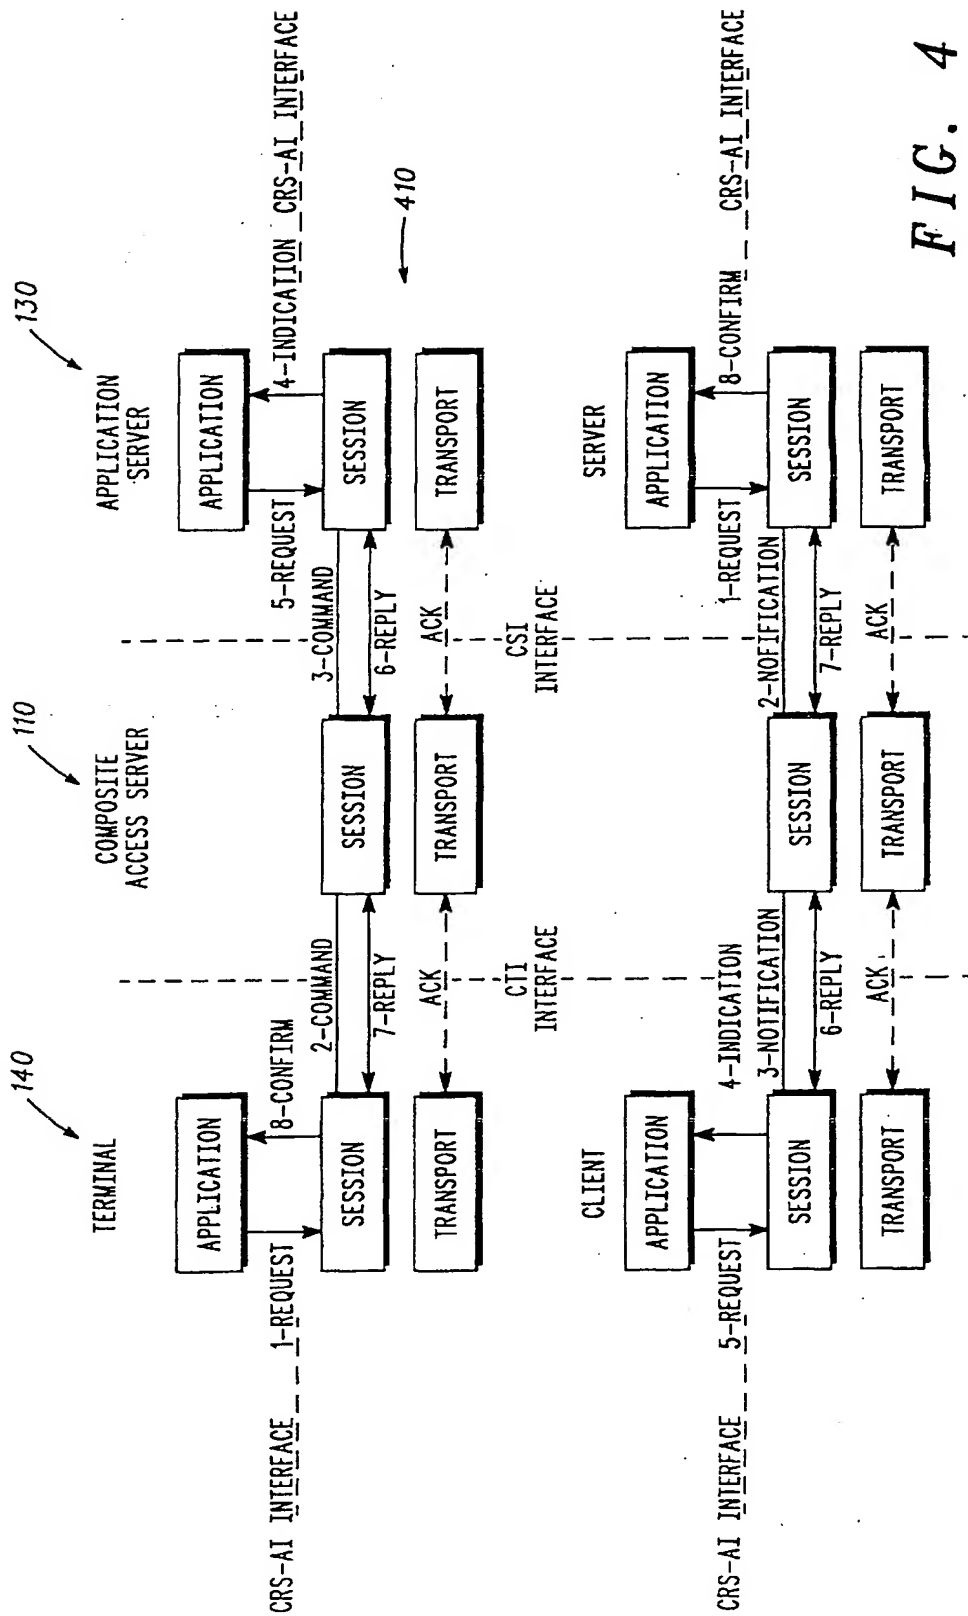 TERMINAL
140
COMPOSITE
ACCESS SERVER
110
APPLICATION
SERVER
130
APPLICATION
APPLICATION
CRS-AI INTERFACE
1-REQUEST
8-CONFIRM
5-REQUEST
4-INDICATION
CRS-AI INTERFACE
2-COMMAND
3-COMMAND
SESSION
SESSION
SESSION
7-REPLY
6-REPLY
410
TRANSPORT
ACK
TRANSPORT
ACK
TRANSPORT
CTI
INTERFACE
CSI
INTERFACE
CLIENT
SERVER
APPLICATION
APPLICATION
CRS-AI INTERFACE
5-REQUEST
4-INDICATION
1-REQUEST
8-CONFIRM
CRS-AI INTERFACE
3-NOTIFICATION
2-NOFIFICATION
SESSION
SESSION
SESSION
6-REPLY
7-REPLY
TRANSPORT
ACK
TRANSPORT
ACK
TRANSPORT
FIG. 4